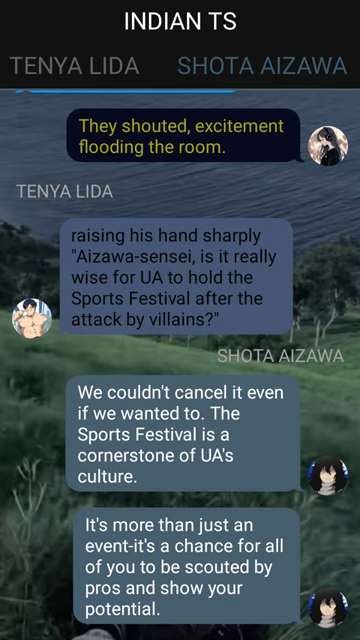 INDIAN TS
TENYA LIDA SHOTA AIZAWA
They shouted, excitement
flooding the room.
TENYA LIDA
raising his hand sharply
"Aizawa-sensei, is it really
wise for UA to hold the
Sports Festival after the
attack by villains?"
SHOTA AIZAWA
We couldn't cancel it even
if we wanted to. The
Sports Festival is a
cornerstone of UA's
culture.
It's more than just an
event-it's a chance for all
of you to be scouted by
pros and show your
potential.